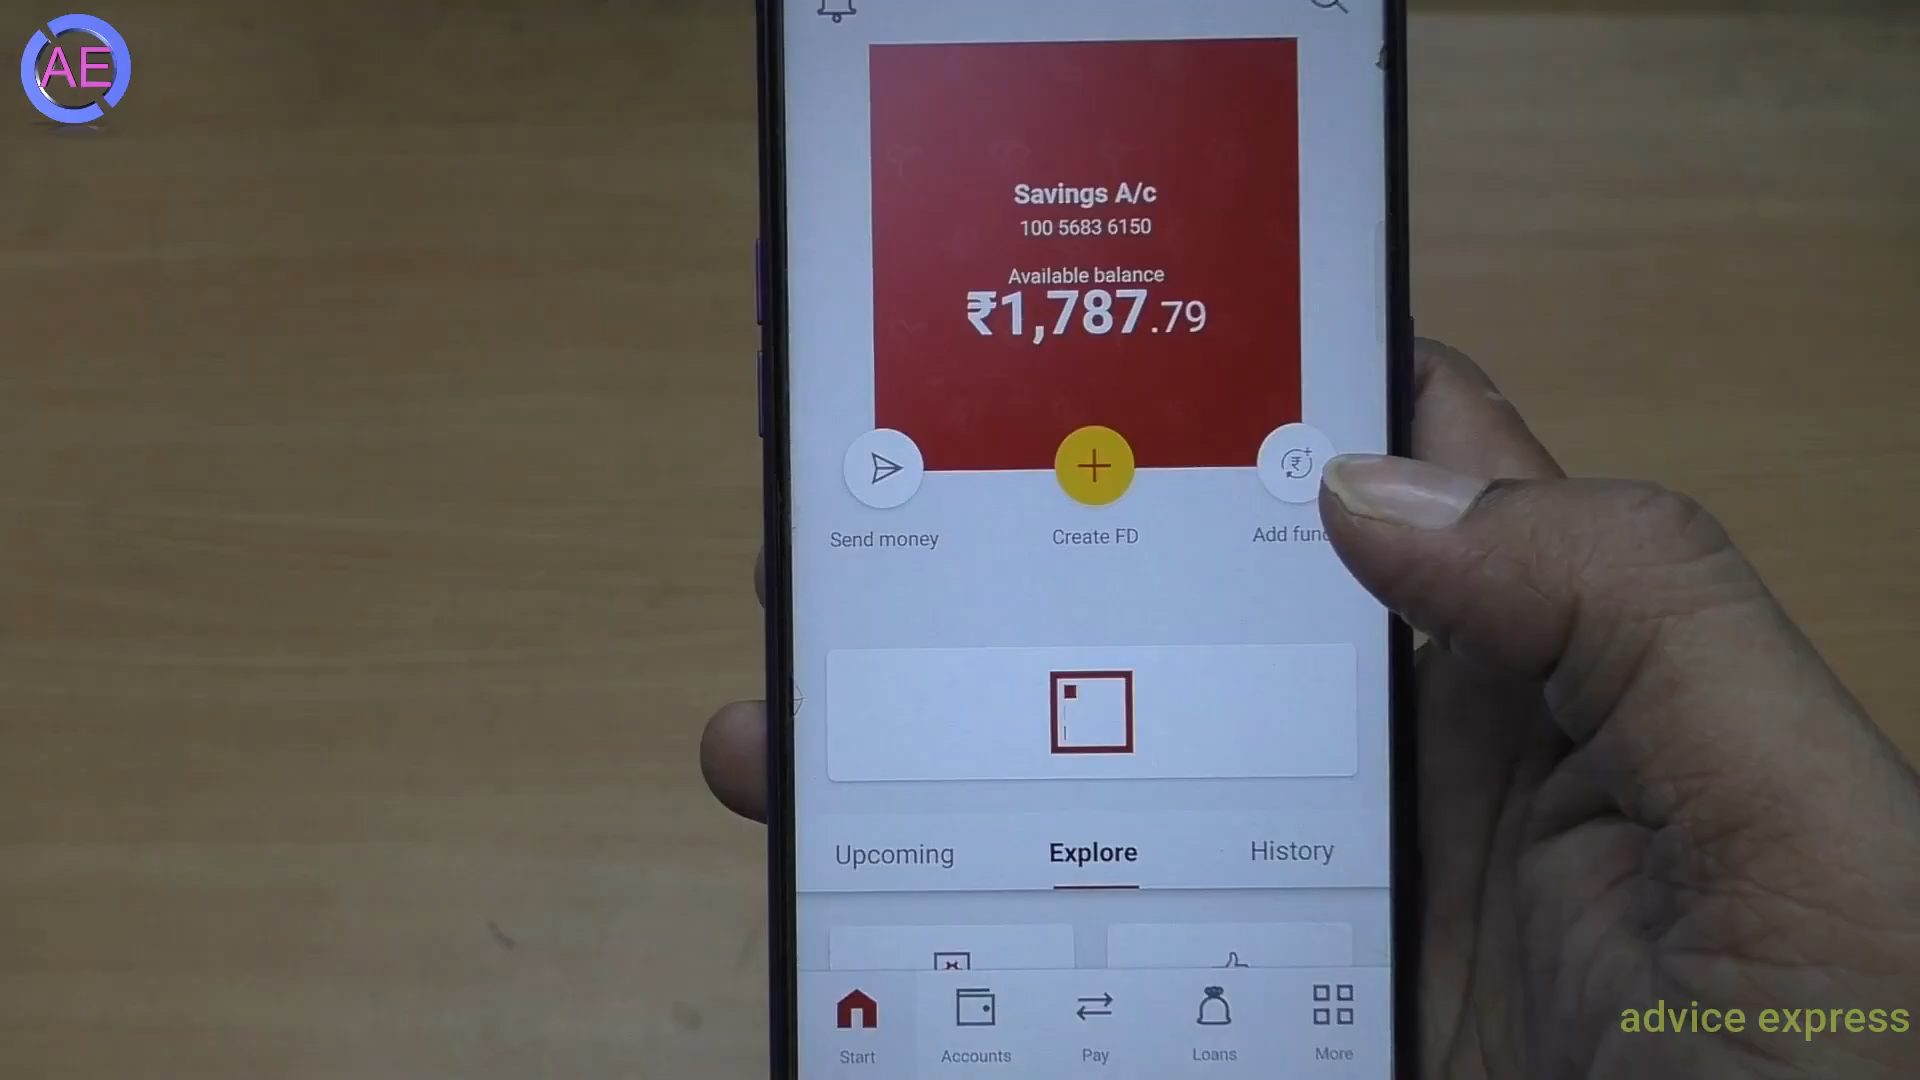 AE
Savings A/c
100 5683 6150
Available balance
₹1,787.79
Send money
Create FD
Add
Upcoming
Explore
History
Start
Accounts
Pay
Loans
More
advice express